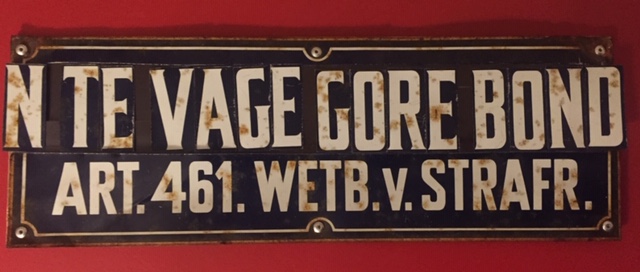 N TE VAGE GORE BOND
ART. 461. WETB. v. STRAFR.